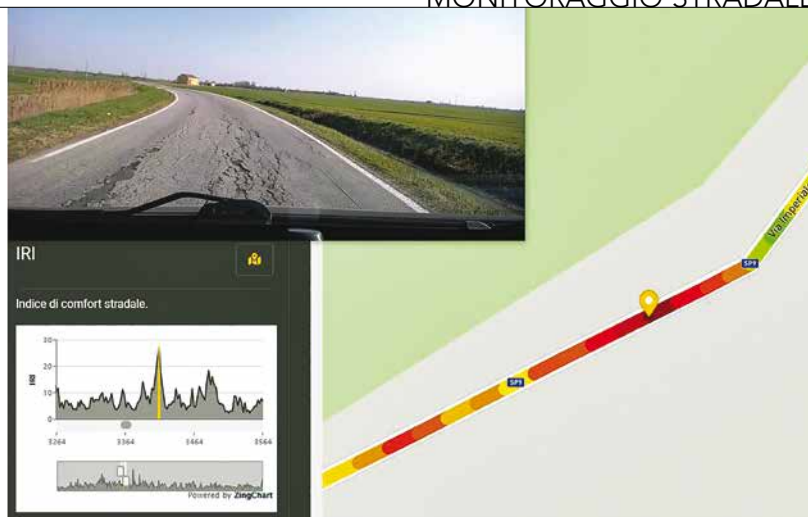 MONITORAGGIO STRADALE
IRI
Indice di comfort stradale.
30
20
10
0
IRI
3264
3364
3464
3564
Powered by ZingChart
SP9
SP9
Via Imperial